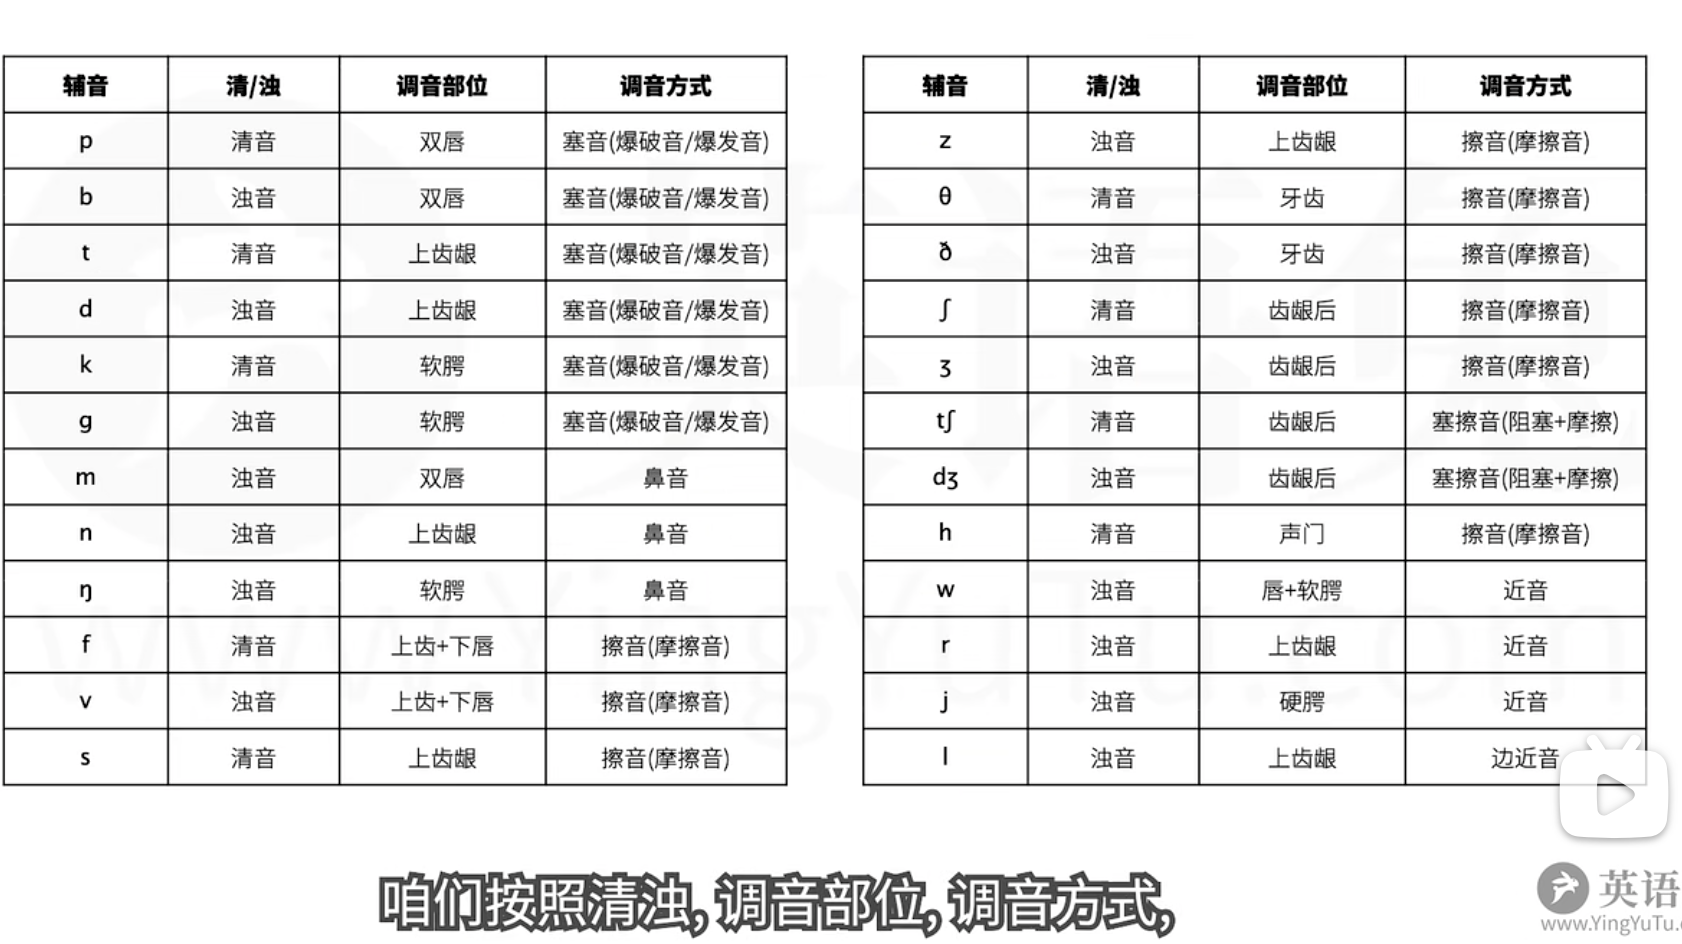 辅音 清/浊 调音部位 调音方式
p 清音 双唇 塞音(爆破音/爆发音)
b 浊音 双唇 塞音(爆破音/爆发音)
t 清音 上齿龈 塞音(爆破音/爆发音)
d 浊音 上齿龈 塞音(爆破音/爆发音)
k 清音 软腭 塞音(爆破音/爆发音)
g 浊音 软腭 塞音(爆破音/爆发音)
m 浊音 双唇 鼻音
n 浊音 上齿龈 鼻音
ŋ 浊音 软腭 鼻音
f 清音 上齿+下唇 擦音(摩擦音)
v 浊音 上齿+下唇 擦音(摩擦音)
s 清音 上齿龈 擦音(摩擦音)
辅音 清/浊 调音部位 调音方式
z 浊音 上齿龈 擦音(摩擦音)
θ 清音 牙齿 擦音(摩擦音)
ð 浊音 牙齿 擦音(摩擦音)
ʃ 清音 齿龈后 擦音(摩擦音)
ʒ 浊音 齿龈后 擦音(摩擦音)
tʃ 清音 齿龈后 塞擦音(阻塞+摩擦)
dʒ 浊音 齿龈后 塞擦音(阻塞+摩擦)
h 清音 声门 擦音(摩擦音)
w 浊音 唇+软腭 近音
r 浊音 上齿龈 近音
j 浊音 硬腭 近音
l 浊音 上齿龈 边近音
咱们按照清浊, 调音部位, 调音方式,
英语
www.YingYuTu.
www.YingYuTu.com